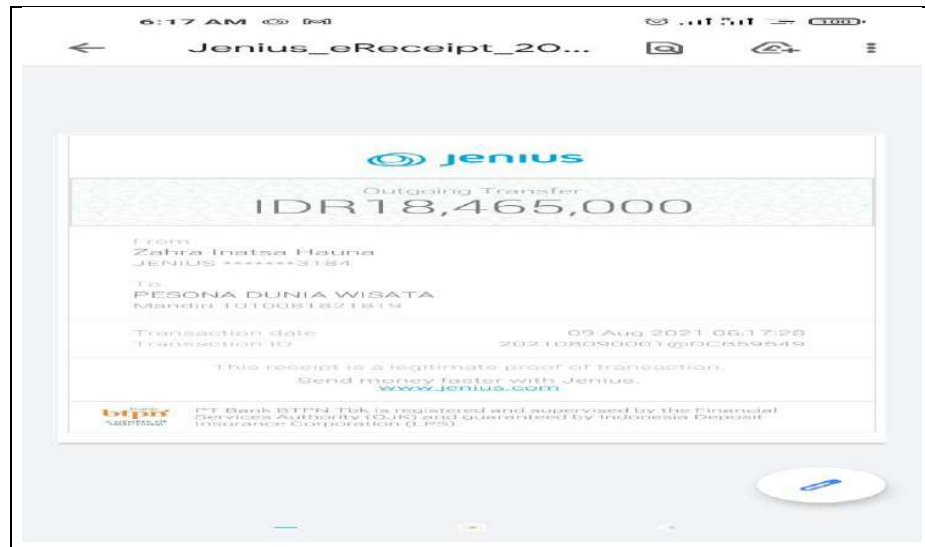 6:17 AM
100
Jenius_eReceipt_20...
jenius
Outgoing Transfer
IDR18,465,000
From
Zahra Inatsa Hauna
JENIUS *******3184
To
PESONA DUNIA WISATA
Mandiri 1010081821819
Transaction date 09 Aug 2021 06:17:28
Transaction ID
This receipt is a legitimate proof of transaction.
Send money faster with Jenius.
www.jenius.com
btpn
PT Bank BTPN Tbk is registered and supervised by the Financial
Services Authority (OJK) and guaranteed by Indonesia Deposit
Insurance Corporation (LPS).